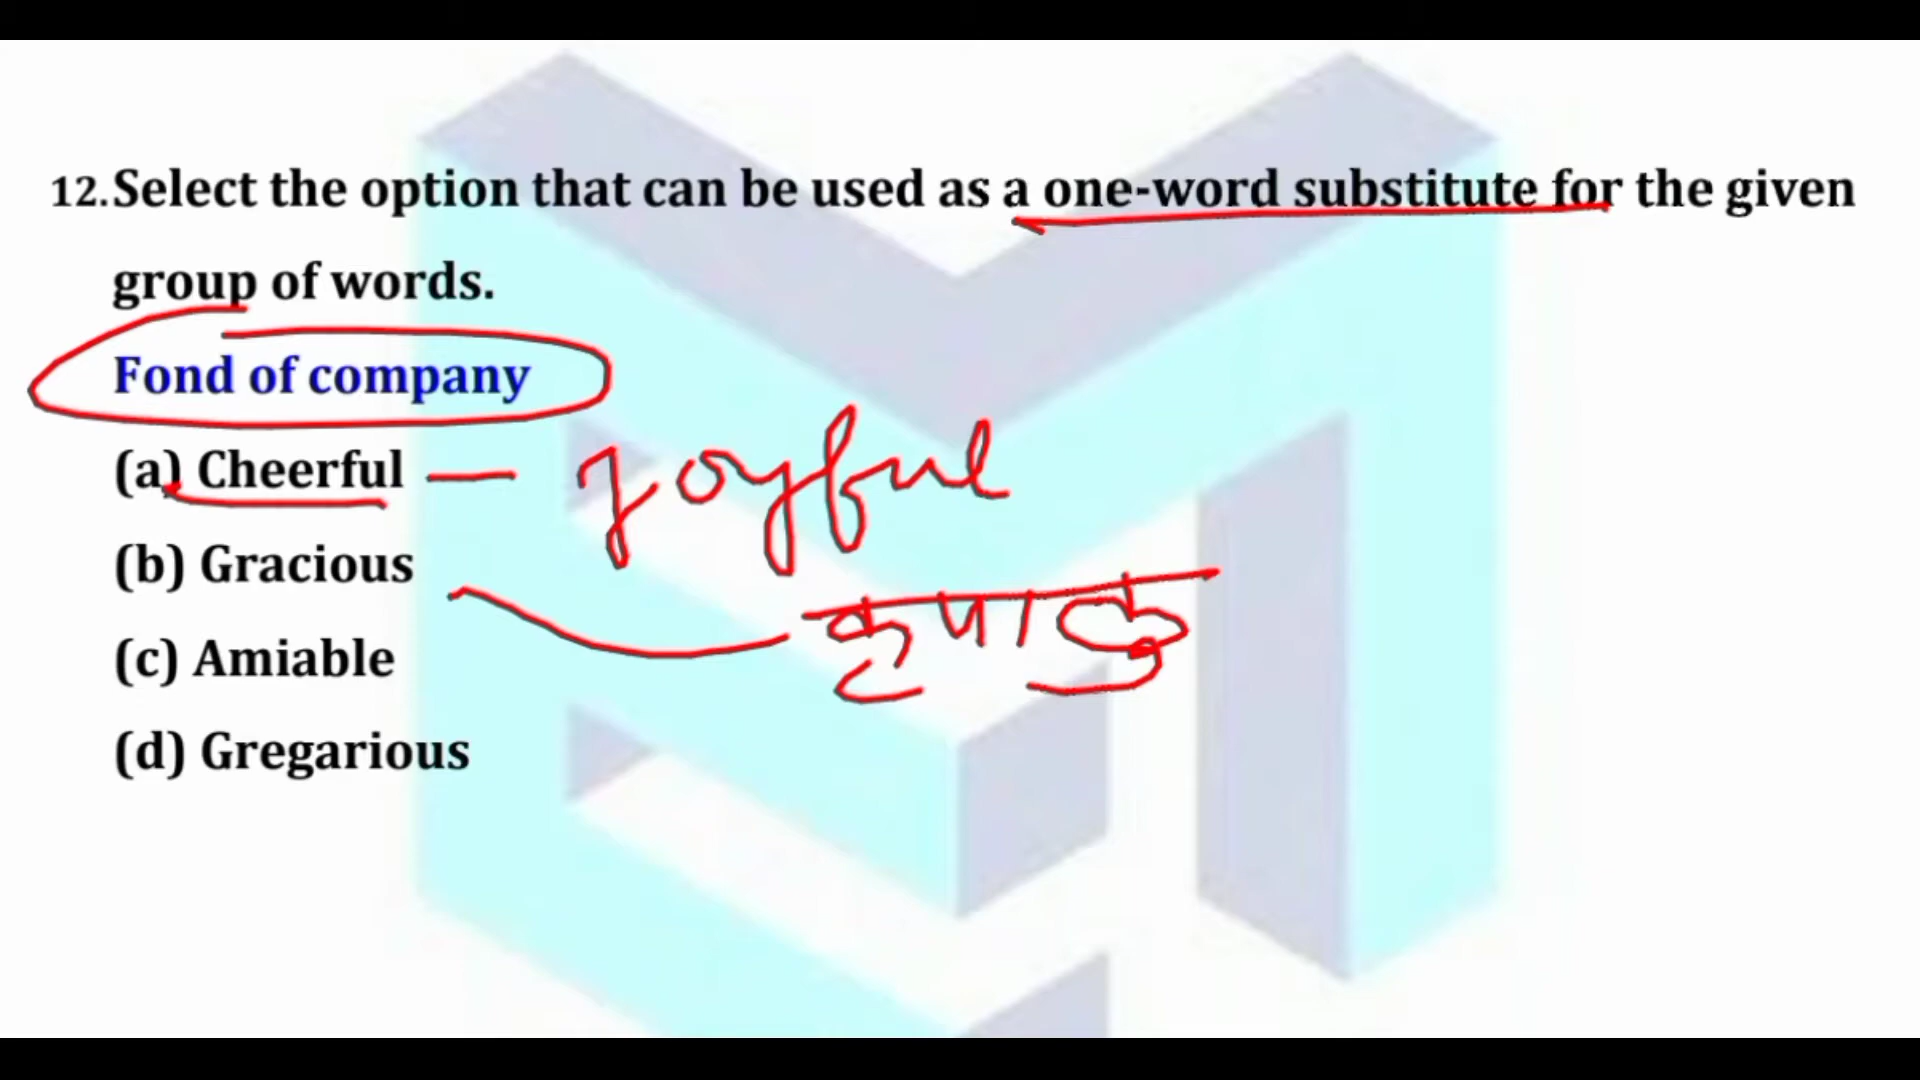 12. Select the option that can be used as a one-word substitute for the given
group of words.
Fond of company
(a) Cheerful — Joyful
(b) Gracious कृपालु
(c) Amiable
(d) Gregarious